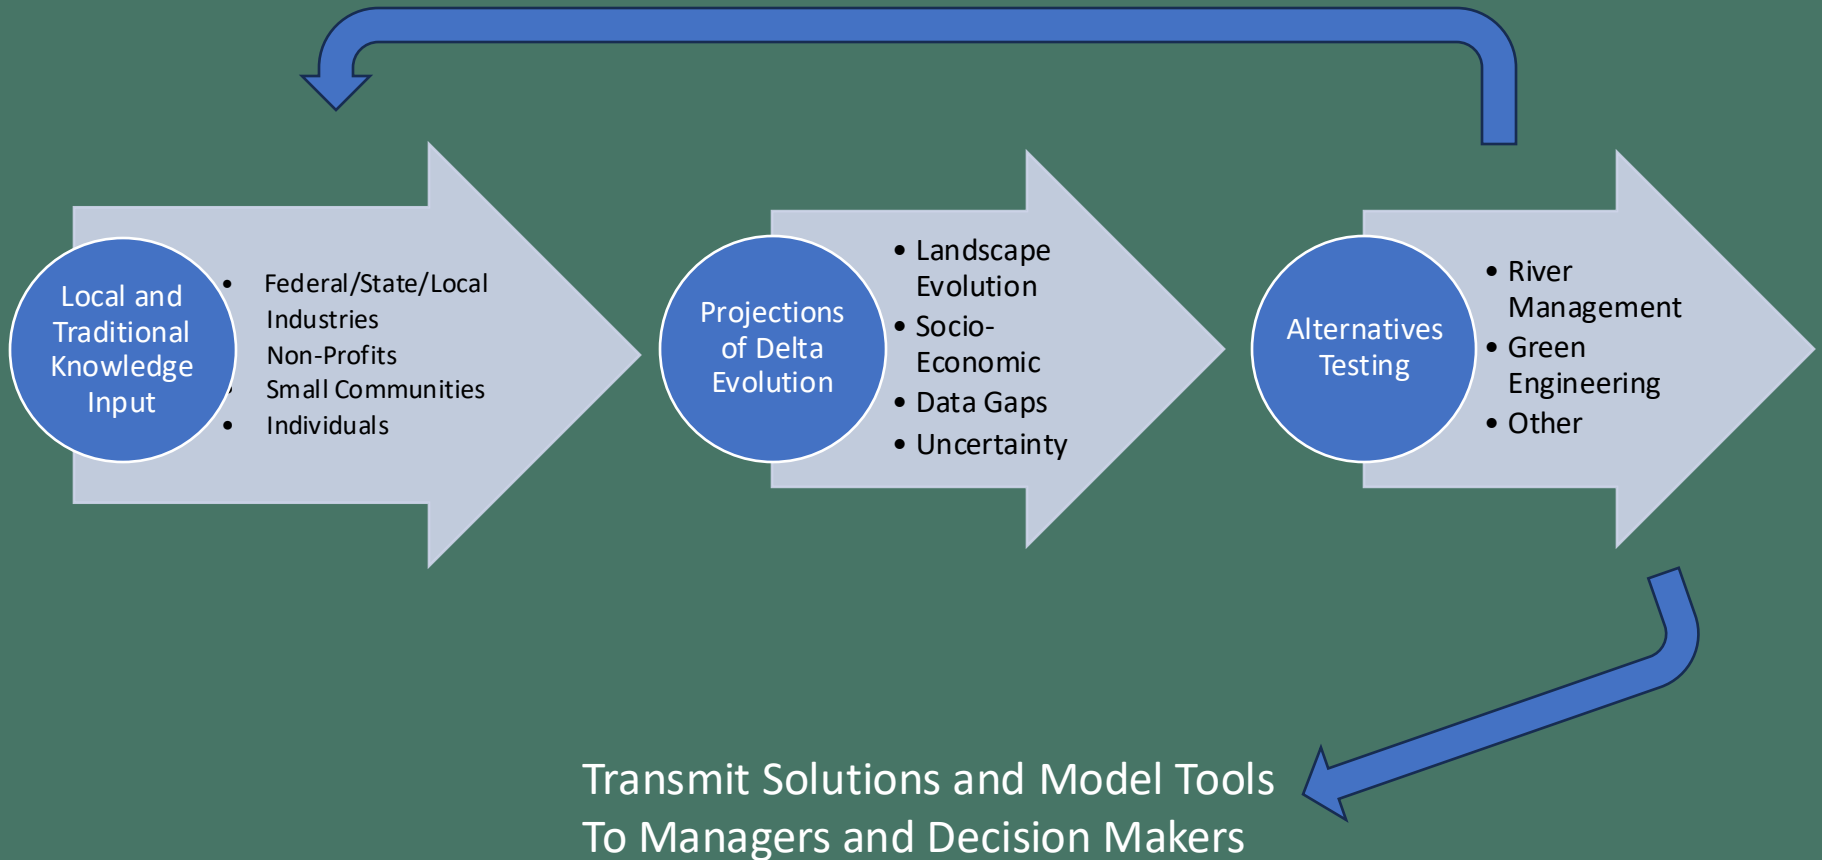 Local and
Traditional
Knowledge
Input
• Federal/State/Local
Industries
Non-Profits
• Small Communities
• Individuals
Projections
of Delta
Evolution
• Landscape
Evolution
• Socio-
Economic
• Data Gaps
• Uncertainty
Alternatives
Testing
• River
Management
• Green
Engineering
• Other
Transmit Solutions and Model Tools
To Managers and Decision Makers